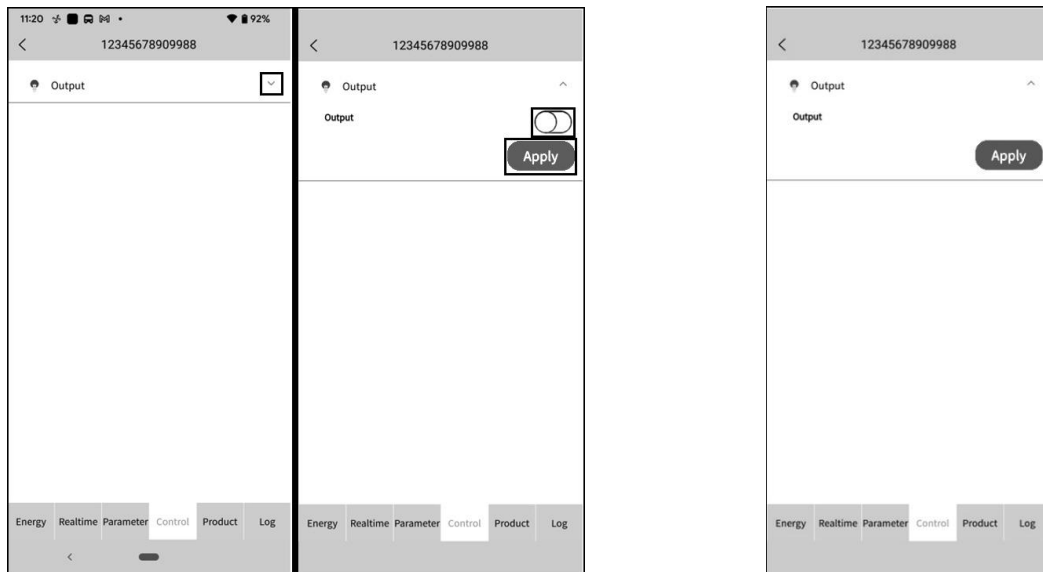 11:20 92%
12345678909988
Output
Energy Realtime Parameter Control Product Log
12345678909988
Output
Output
Apply
Energy Realtime Parameter Control Product Log
12345678909988
Output
Output
Apply
Energy Realtime Parameter Control Product Log